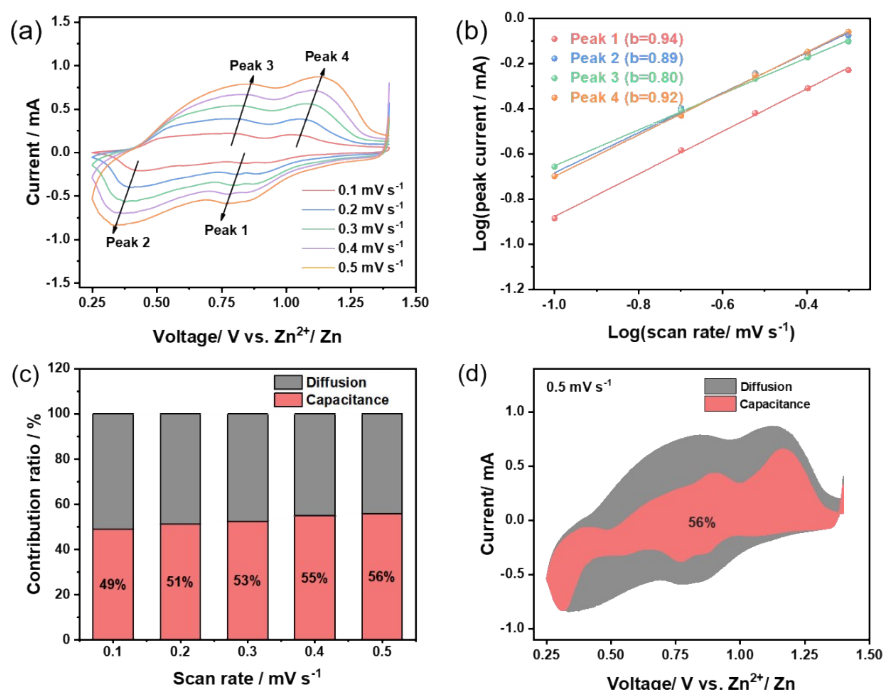 (a)
Current / mA
1.5
1.0
0.5
0.0
-0.5
-1.0
-1.5
Peak 3
Peak 4
Peak 2
Peak 1
0.1 mV s⁻¹
0.2 mV s⁻¹
0.3 mV s⁻¹
0.4 mV s⁻¹
0.5 mV s⁻¹
0.25
0.50
0.75
1.00
1.25
1.50
Voltage/ V vs. Zn²⁺/ Zn
(b)
Log(peak current / mA)
0.0
-0.2
-0.4
-0.6
-0.8
-1.0
-1.2
Peak 1 (b=0.94)
Peak 2 (b=0.89)
Peak 3 (b=0.80)
Peak 4 (b=0.92)
-1.0
-0.8
-0.6
-0.4
-0.2
Log(scan rate/ mV s⁻¹)
(c)
Contribution ratio / %
120
100
80
60
40
20
0
Diffusion
Capacitance
49%
51%
53%
55%
56%
0.1
0.2
0.3
0.4
0.5
Scan rate / mV s⁻¹
(d)
Current/ mA
1.0
0.5
0.0
-0.5
-1.0
0.5 mV s⁻¹
Diffusion
Capacitance
56%
0.25
0.50
0.75
1.00
1.25
1.50
Voltage/ V vs. Zn²⁺/ Zn